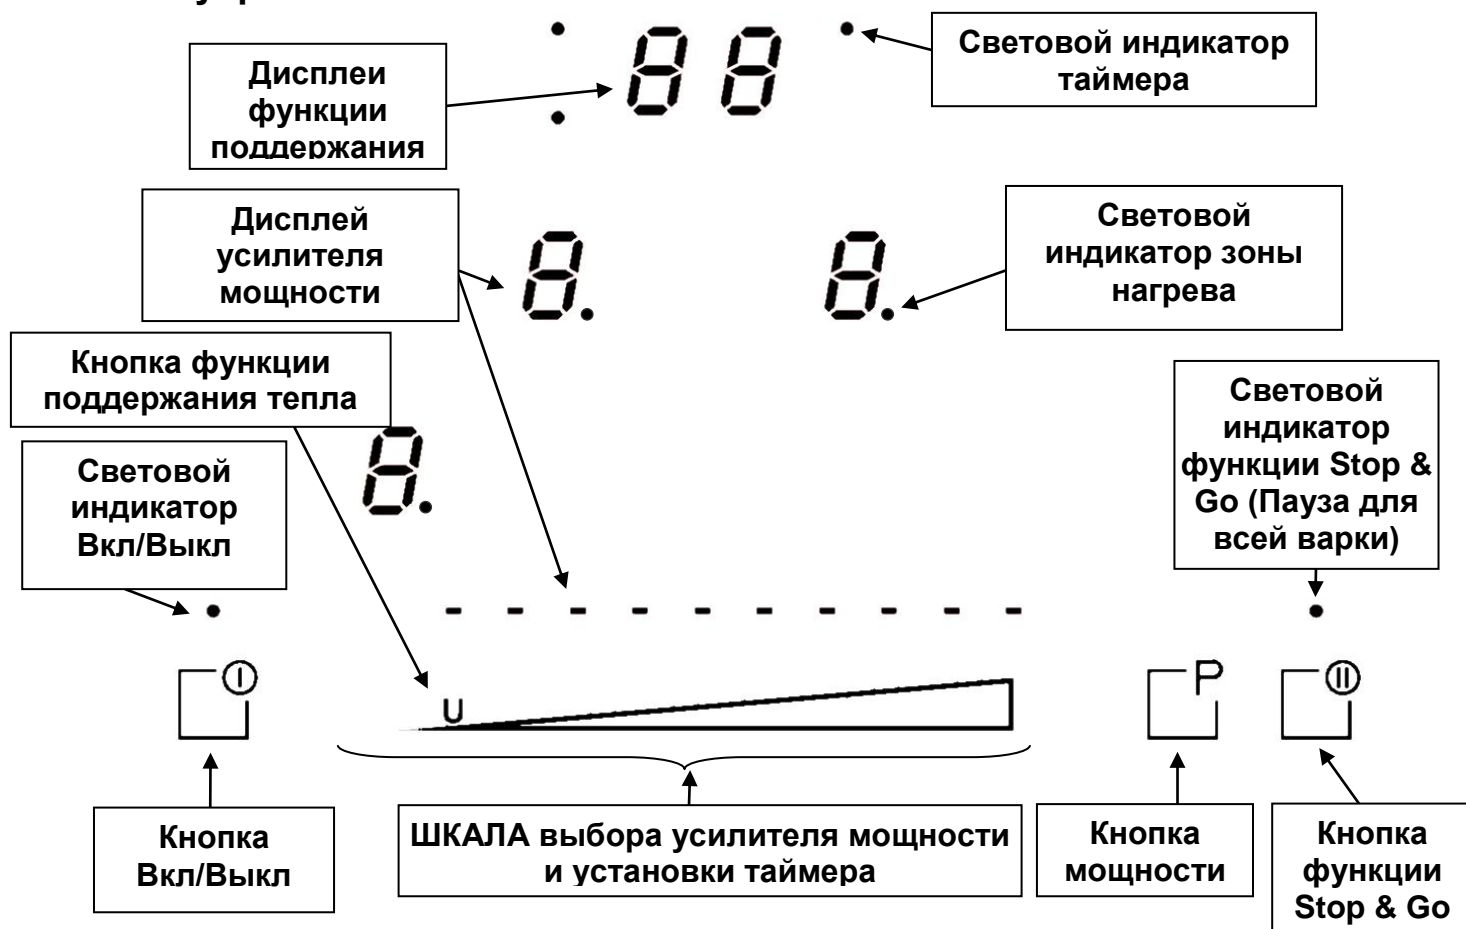 Световой индикатор
таймера
Дисплеи
функции
поддержания
Дисплей
усилителя
мощности
Световой
индикатор зоны
нагрева
Кнопка функции
поддержания тепла
Световой
индикатор
функции Stop &
Go (Пауза для
всей варки)
Световой
индикатор
Вкл/Выкл
U
P
Кнопка
Вкл/Выкл
ШКАЛА выбора усилителя мощности
и установки таймера
Кнопка
мощности
Кнопка
функции
Stop & Go